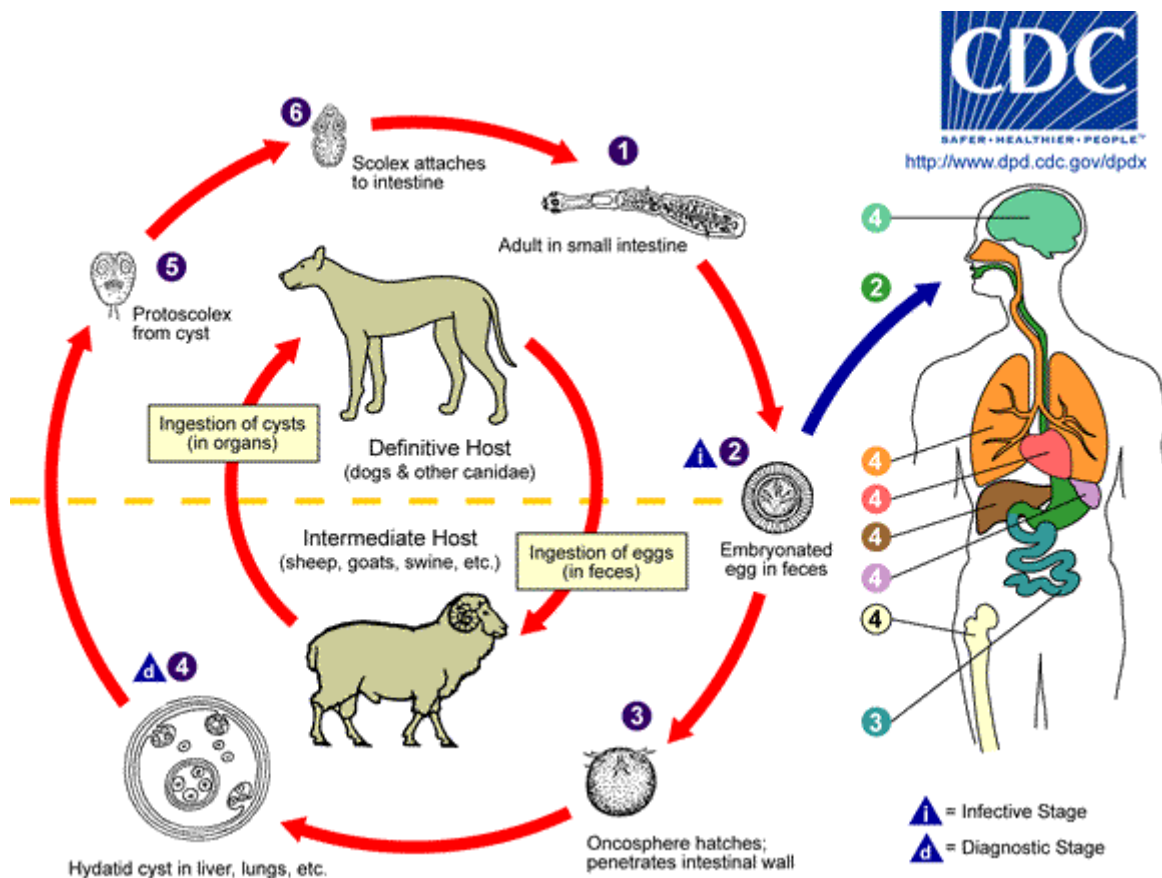 CDC
SAFER • HEALTHIER • PEOPLE™
http://www.dpd.cdc.gov/dpdx
6
Scolex attaches
to intestine
1
Adult in small intestine
5
Protoscolex
from cyst
Ingestion of cysts
(in organs)
Definitive Host
(dogs & other canidae)
Intermediate Host
(sheep, goats, swine, etc.)
Ingestion of eggs
(in feces)
i 2
Embryonated
egg in feces
d 4
Hydatid cyst in liver, lungs, etc.
3
Oncosphere hatches;
penetrates intestinal wall
4
2
4
4
4
4
4
3
i = Infective Stage
d = Diagnostic Stage